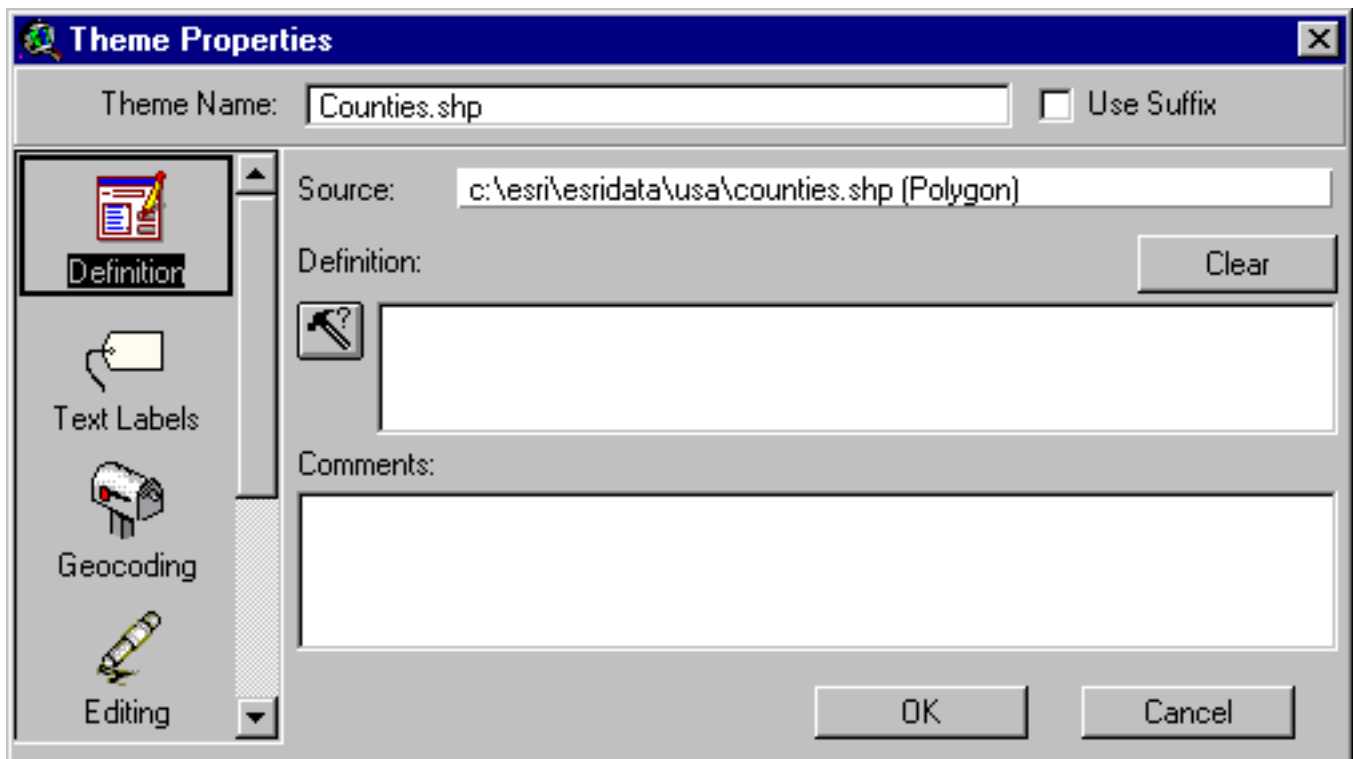 Theme Properties
Theme Name: Counties.shp Use Suffix
Definition
Text Labels
Geocoding
Editing
Source: c:\esri\esridata\usa\counties.shp (Polygon)
Definition: Clear
?
Comments:
OK Cancel